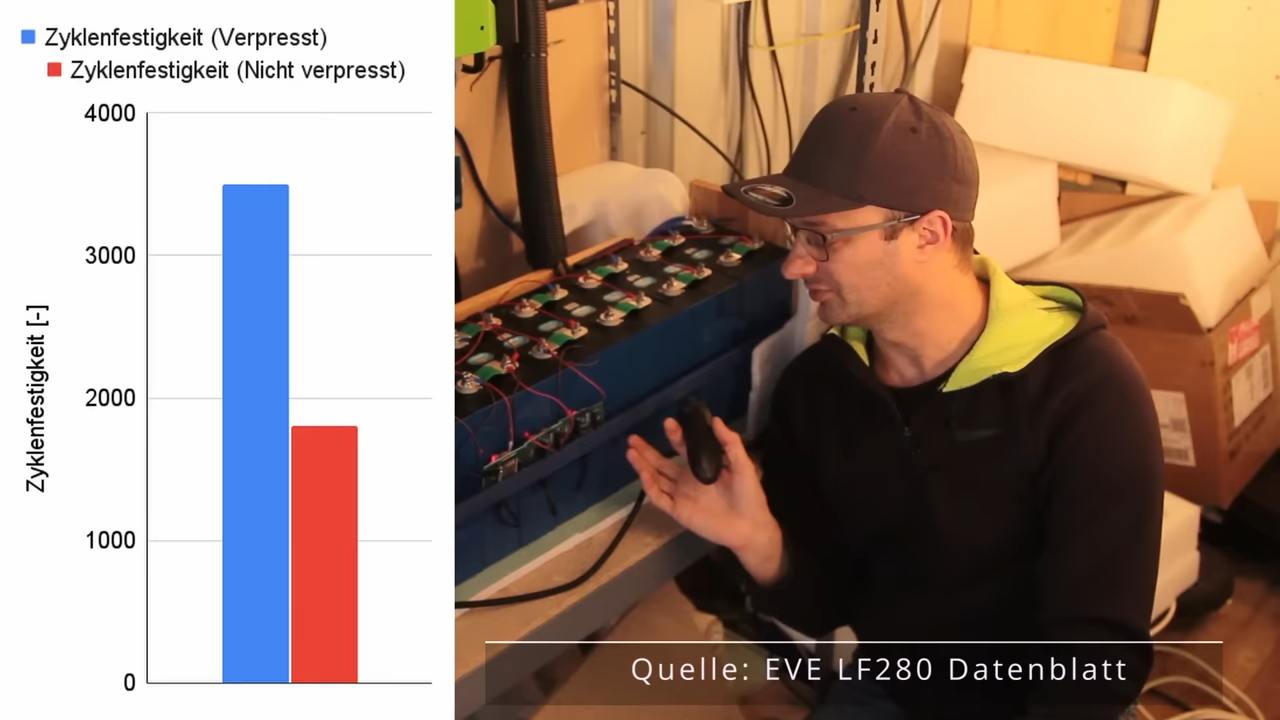 Zyklenfestigkeit (Verpresst)
Zyklenfestigkeit (Nicht verpresst)
4000
3000
2000
1000
0
Zyklenfestigkeit [-]
Quelle: EVE LF280 Datenblatt